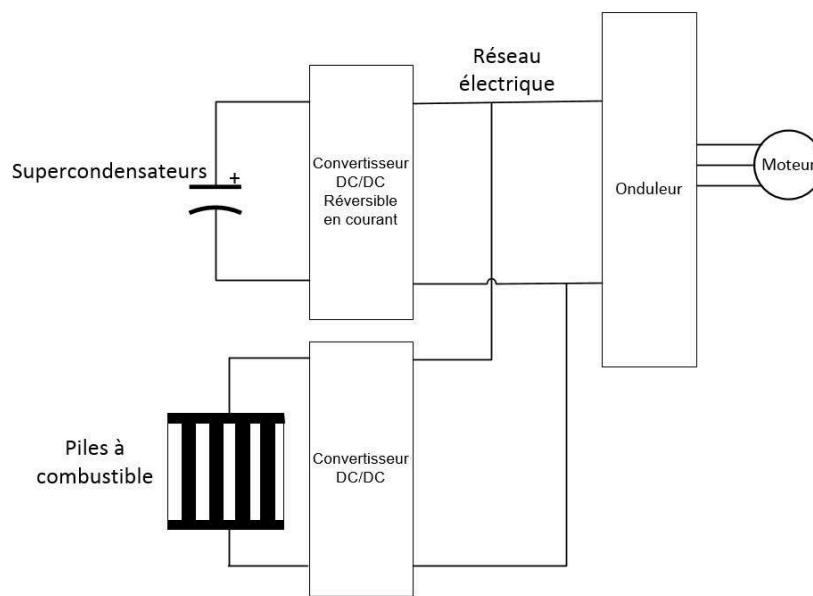 Réseau
électrique
Supercondensateurs
+
Convertisseur
DC/DC
Réversible
en courant
Onduleur
Moteur
Piles à
combustible
Convertisseur
DC/DC